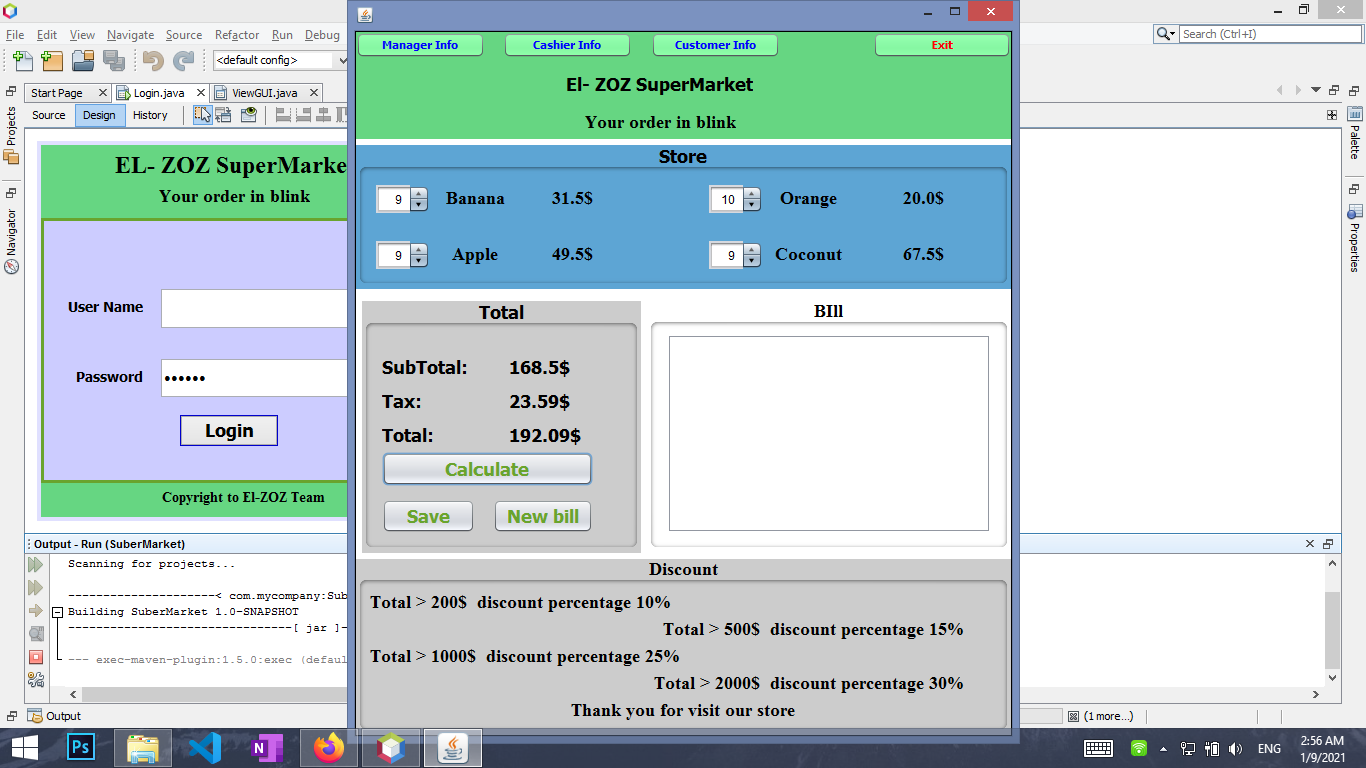 File Edit View Navigate Source Refactor Run Debug
Search (Ctrl+I)
<default config>
Start Page Login.java ViewGUI.java
Source Design History
Projects
Navigator
Palette
Properties
EL- ZOZ SuperMarke
Your order in blink
User Name
Password ••••••
Login
Copyright to El-ZOZ Team
Manager Info Cashier Info Customer Info Exit
El- ZOZ SuperMarket
Your order in blink
Store
9 Banana 31.5$ 10 Orange 20.0$
9 Apple 49.5$ 9 Coconut 67.5$
Total
SubTotal: 168.5$
Tax: 23.59$
Total: 192.09$
Calculate
Save New bill
BIll
Discount
Total > 200$ discount percentage 10%
Total > 500$ discount percentage 15%
Total > 1000$ discount percentage 25%
Total > 2000$ discount percentage 30%
Thank you for visit our store
Output - Run (SuberMarket)
Scanning for projects...
---------------------< com.mycompany:Sub
Building SuberMarket 1.0-SNAPSHOT
--------------------------------[ jar ]-
--- exec-maven-plugin:1.5.0:exec (defau
Output
(1 more...)
Ps
N
ENG
2:56 AM
1/9/2021